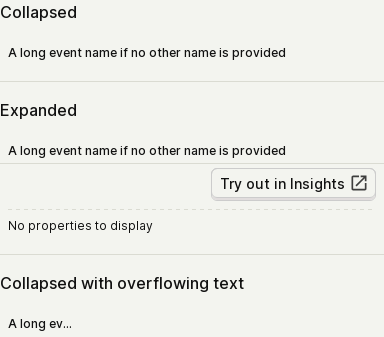 Collapsed
A long event name if no other name is provided
Expanded
A long event name if no other name is provided
Try out in Insights
No properties to display
Collapsed with overflowing text
A long ev...